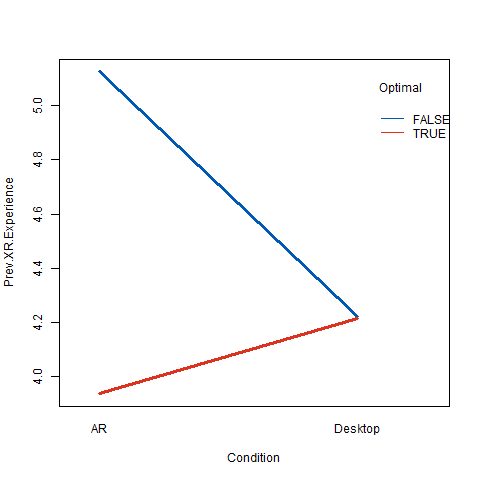 Optimal
FALSE
TRUE
Prev.XR.Experience
5.0
4.8
4.6
4.4
4.2
4.0
AR
Desktop
Condition